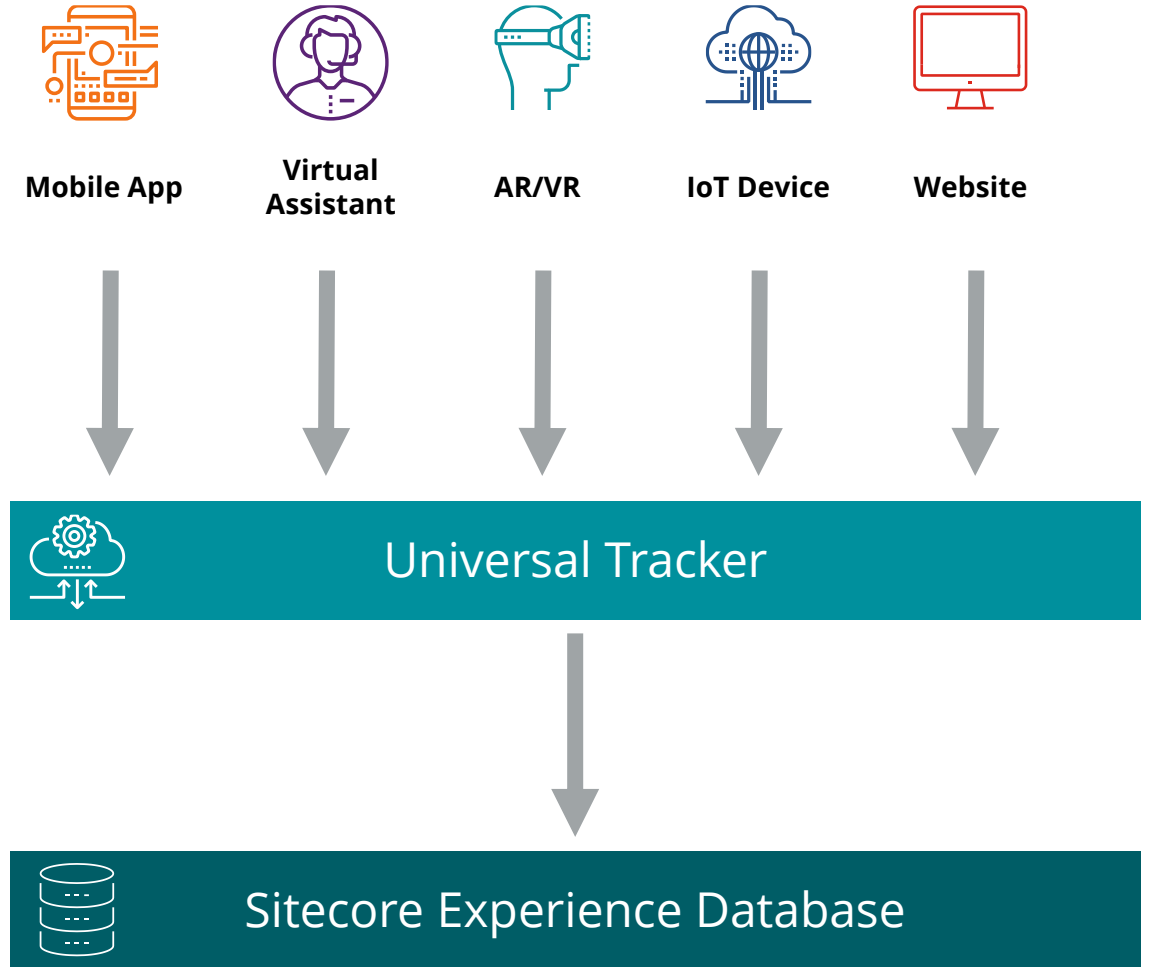 Mobile App
Virtual
Assistant
AR/VR
IoT Device
Website
Universal Tracker
Sitecore Experience Database